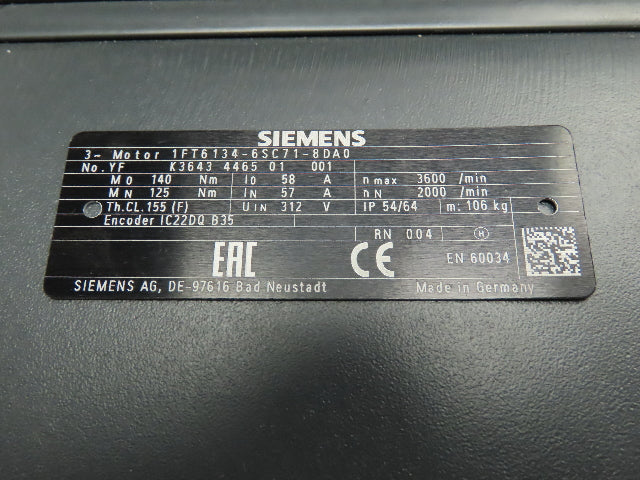 SIEMENS
3~ Motor 1FT6134-6SC71-8DA0
No. YF K3643 4465 01 001
M0 140 Nm I0 58 A n max 3600 /min
MN 125 Nm IN 57 A n N 2000 /min
Th.CL.155 (F) UIN 312 V IP 54/64 m: 106 kg
Encoder IC22DQ B35
RN 004 H
EAC CE EN 60034
SIEMENS AG, DE-97616 Bad Neustadt Made in Germany